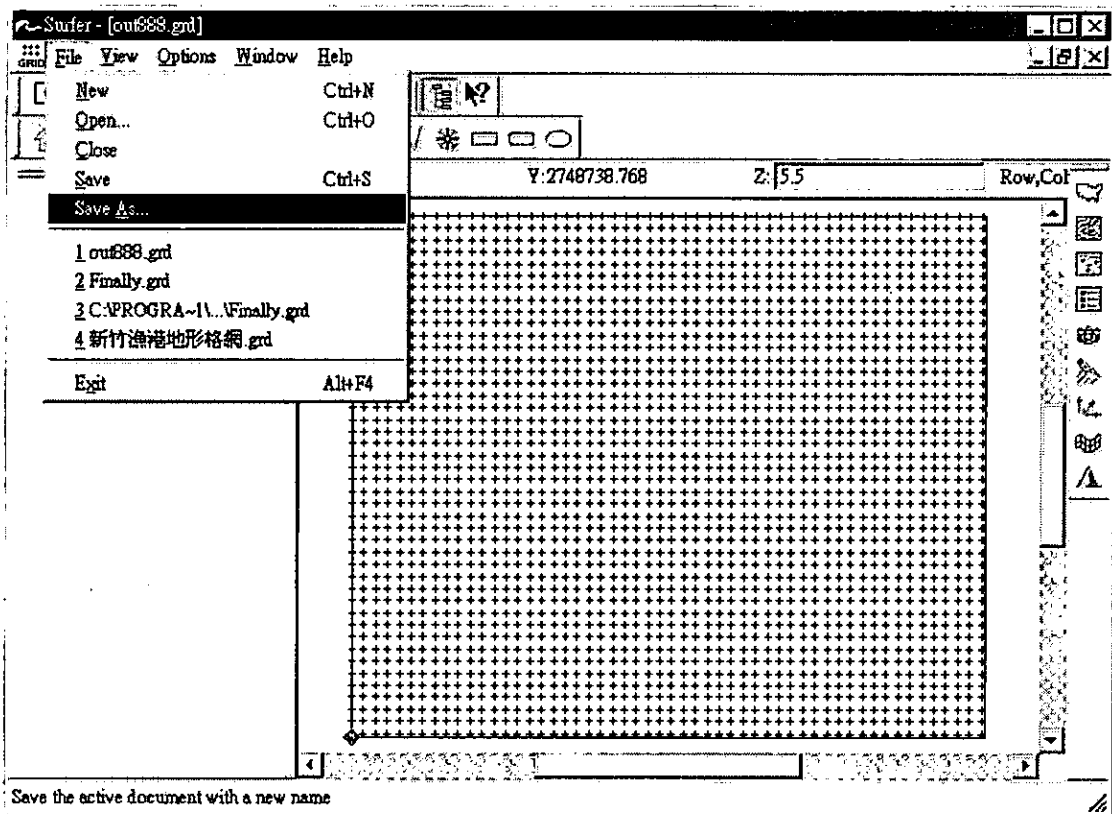 Surfer - [out888.grd]
GRID File View Options Window Help
New Ctrl+N
Open... Ctrl+O
Close
Save Ctrl+S
Save As...
1 out888.grd
2 Finally.grd
3 C:\PROGRA~1\...\Finally.grd
4 新竹漁港地形格網.grd
Exit Alt+F4
Y:2748738.768 Z: 5.5 Row,Col
Save the active document with a new name